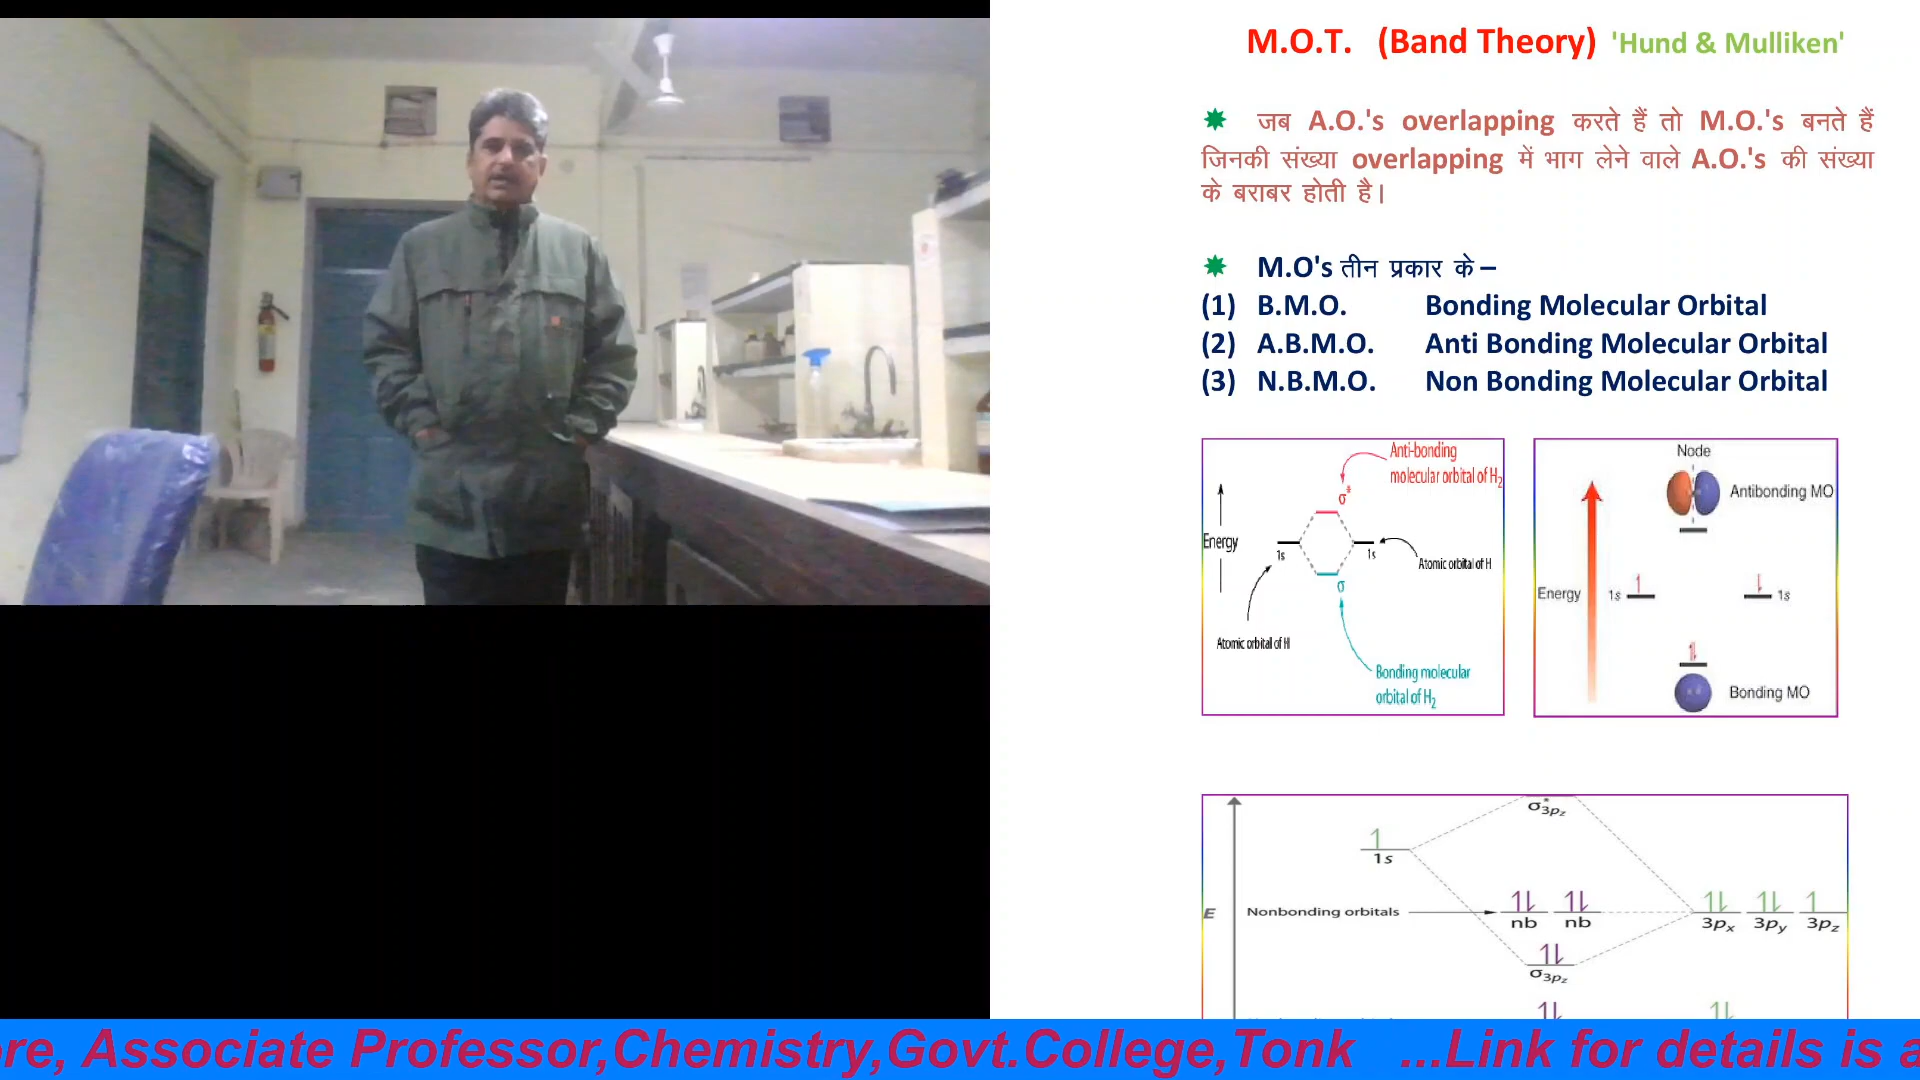 M.O.T. (Band Theory) 'Hund & Mulliken'
जब A.O.'s overlapping करते हैं तो M.O.'s बनते हैं
जिनकी संख्या overlapping में भाग लेने वाले A.O.'s की संख्या
के बराबर होती है।
M.O's तीन प्रकार के –
(1) B.M.O. Bonding Molecular Orbital
(2) A.B.M.O. Anti Bonding Molecular Orbital
(3) N.B.M.O. Non Bonding Molecular Orbital
Anti-bonding
molecular orbital of H₂
σ*
Energy
1s
1s
Atomic orbital of H
σ
Atomic orbital of H
Bonding molecular
orbital of H₂
Node
Antibonding MO
Energy
1s
1s
Bonding MO
σ*3pz
1s
E
Nonbonding orbitals
nb nb
3px 3py 3pz
σ3pz
ore, Associate Professor,Chemistry,Govt.College,Tonk ...Link for details is a